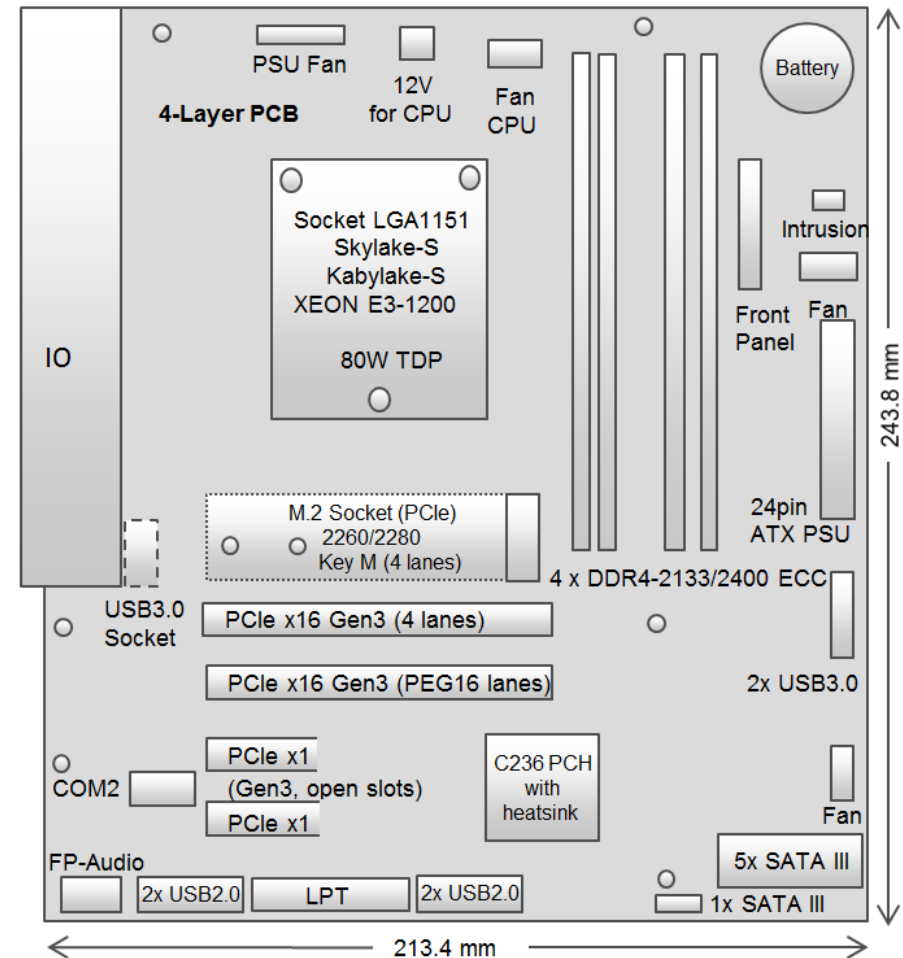 PSU Fan
12V
for CPU
Fan
CPU
Battery
4-Layer PCB
Socket LGA1151
Skylake-S
Kabylake-S
XEON E3-1200
80W TDP
Intrusion
Fan
Front
Panel
IO
243.8 mm
24pin
ATX PSU
M.2 Socket (PCIe)
2260/2280
Key M (4 lanes)
4 x DDR4-2133/2400 ECC
USB3.0
Socket
PCIe x16 Gen3 (4 lanes)
PCIe x16 Gen3 (PEG16 lanes)
2x USB3.0
PCIe x1
(Gen3, open slots)
PCIe x1
COM2
C236 PCH
with
heatsink
Fan
FP-Audio
2x USB2.0
LPT
2x USB2.0
5x SATA III
1x SATA III
213.4 mm